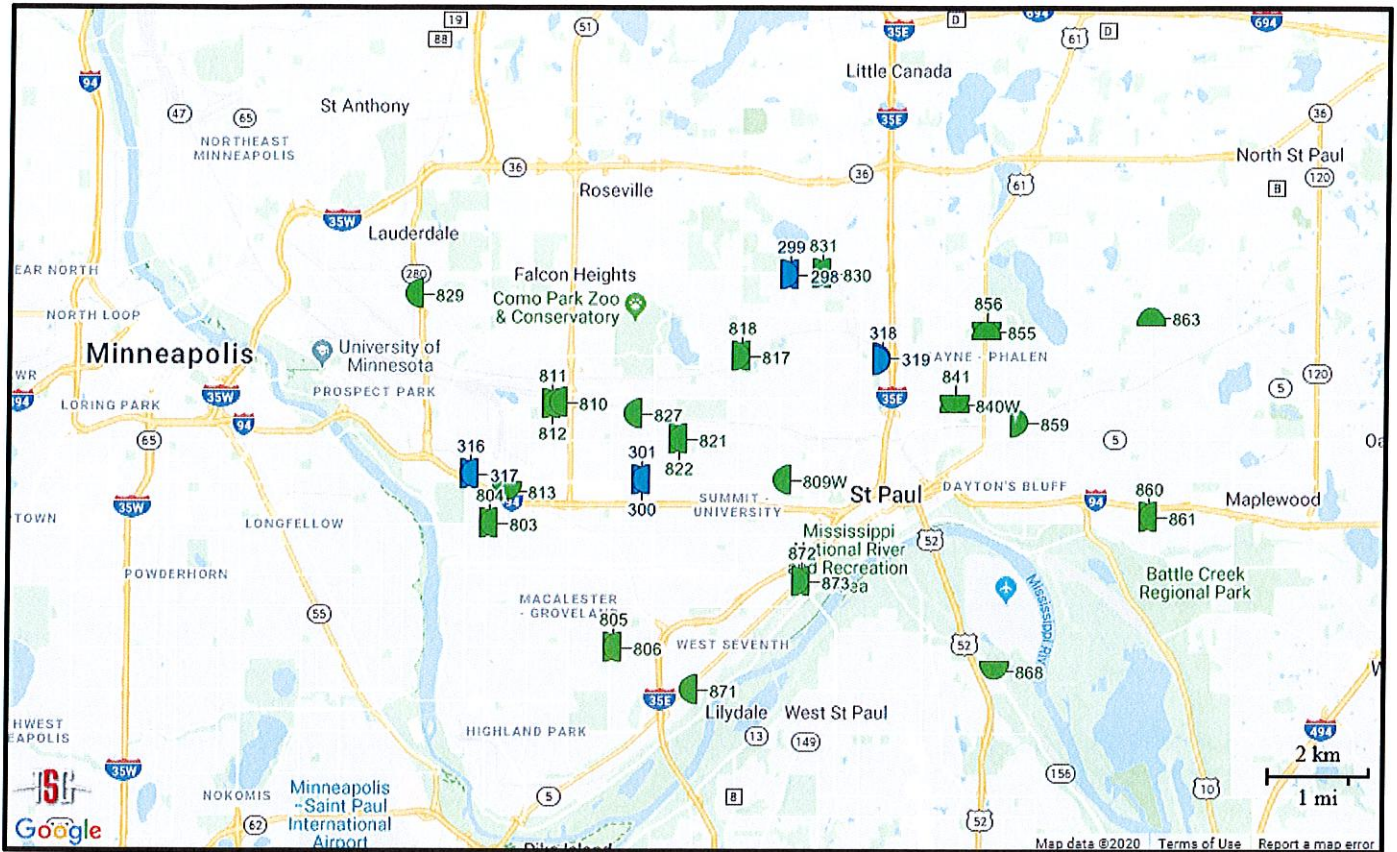 19
88
51
35E
D
694
61
D
694
94
Little Canada
St Anthony
47
65
35E
36
NORTHEAST
MINNEAPOLIS
36
36
North St Paul
61
120
Roseville
B
35W
Lauderdale
299 831
EAR NORTH
280
Falcon Heights
298 830
829
Como Park Zoo
& Conservatory
NORTH LOOP
856
855
863
818
817
318
319
AYNE - PHALEN
Minneapolis
University of
Minnesota
WR
94
35W
PROSPECT PARK
811
810
812
841
840W
120
5
35E
LORING PARK
94
827
859
65
821
822
5
316
317
301
300
809W
804
813
803
SUMMIT -
UNIVERSITY
St Paul
DAYTON'S BLUFF
94
860
861
Maplewood
35W
TOWN
LONGFELLOW
52
Mississippi
tional River
d Recreation
ea
872
873
POWDERHORN
Battle Creek
Regional Park
Mississippi Riv
MACALESTER
- GROVELAND
55
805
806
WEST SEVENTH
52
868
35E
871
Lilydale
West St Paul
HIGHLAND PARK
13
149
HWEST
EAPOLIS
494
35W
2 km
1 mi
156
10
NOKOMIS
Minneapolis
-Saint Paul
International
Airport
5
B
62
52
Google
Map data ©2020
Terms of Use
Report a map error